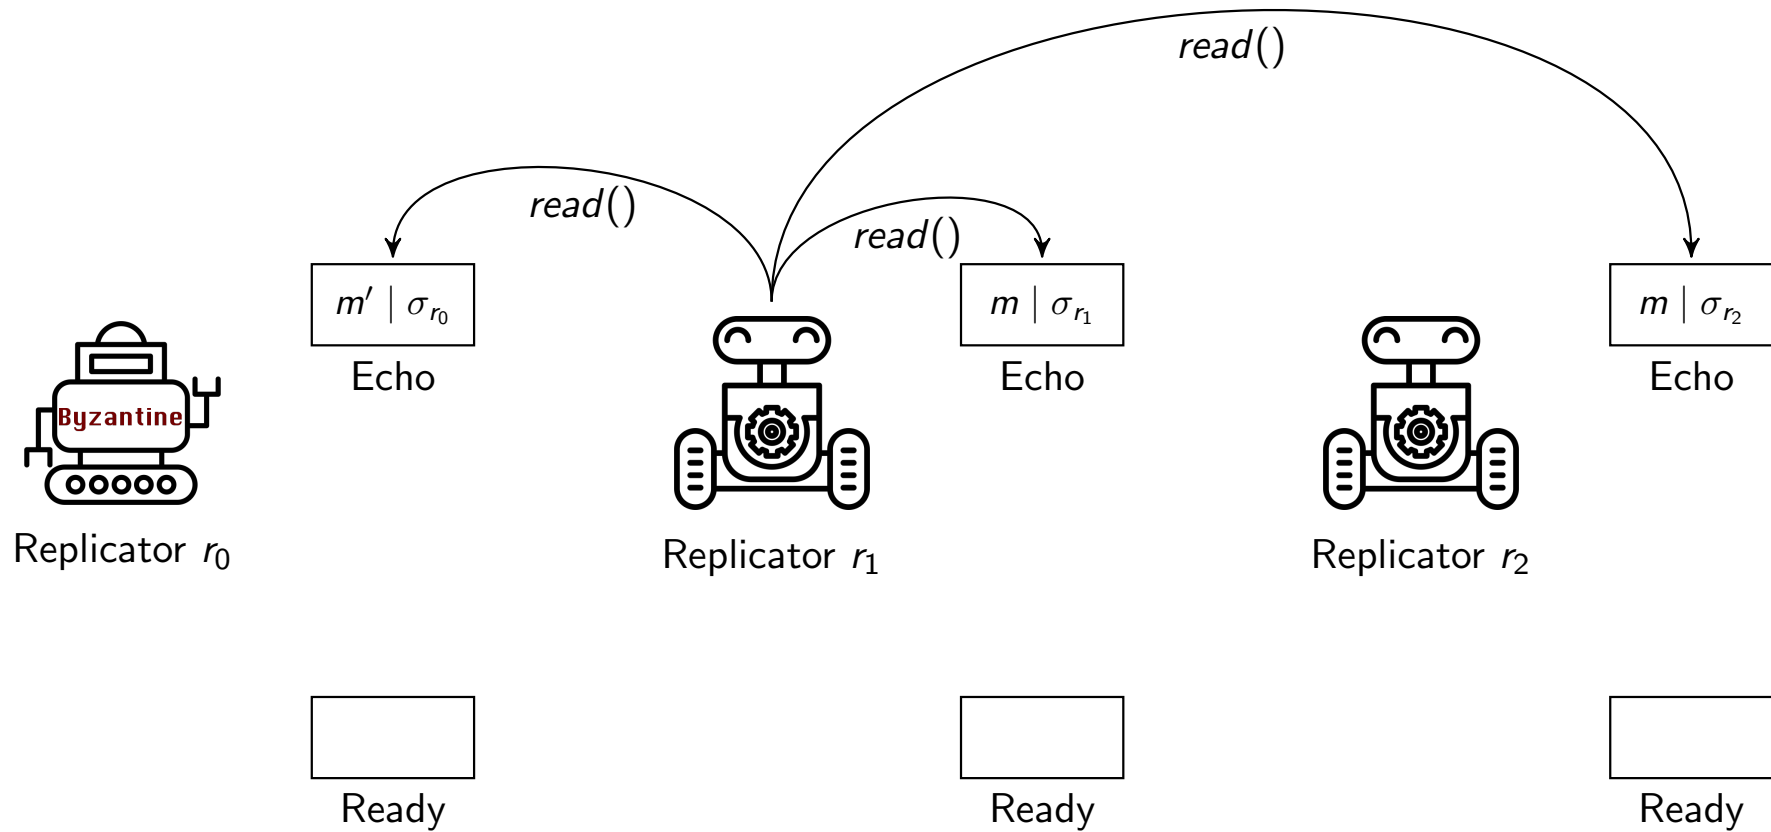 read()
read()
read()
m′ | σr0
m | σr1
m | σr2
Echo
Echo
Echo
Byzantine
Replicator r0
Replicator r1
Replicator r2
Ready
Ready
Ready